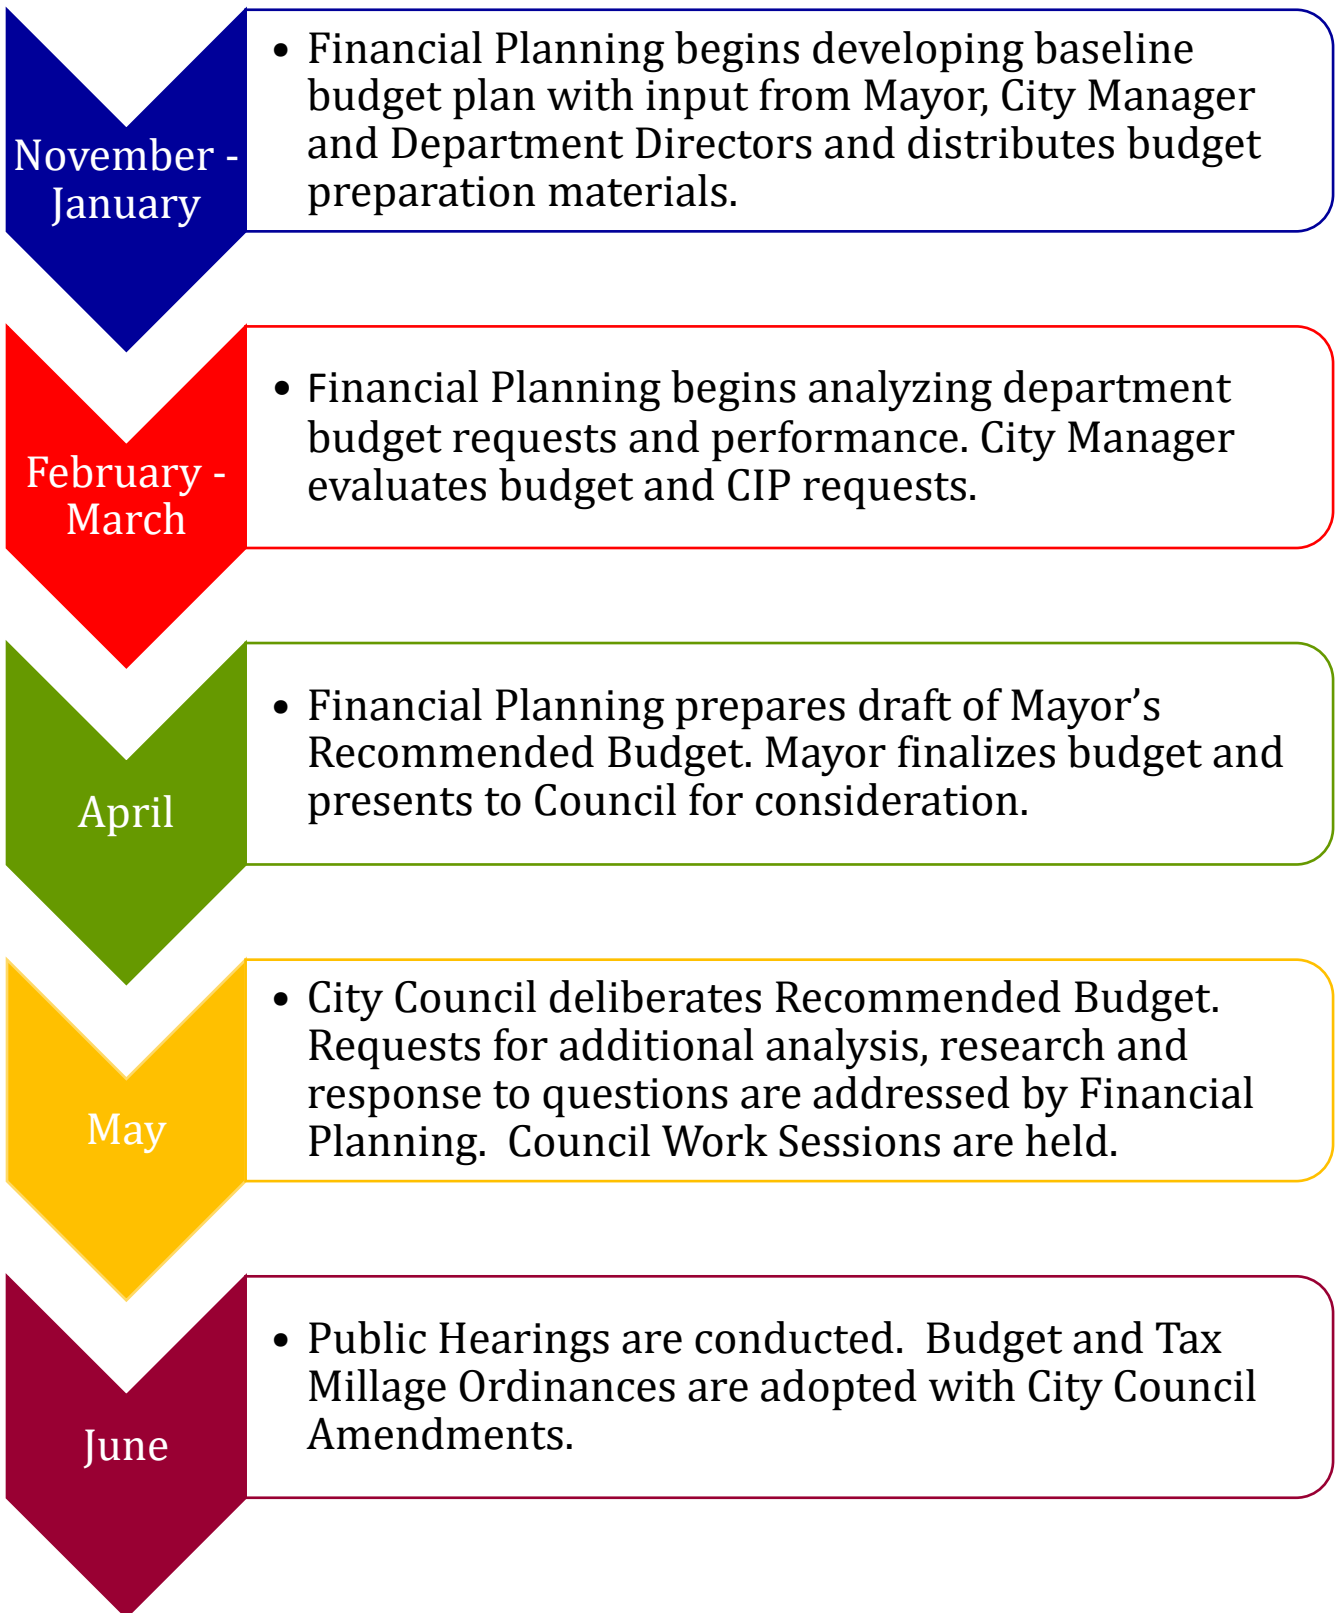 November -
January
• Financial Planning begins developing baseline
budget plan with input from Mayor, City Manager
and Department Directors and distributes budget
preparation materials.
February -
March
• Financial Planning begins analyzing department
budget requests and performance. City Manager
evaluates budget and CIP requests.
April
• Financial Planning prepares draft of Mayor’s
Recommended Budget. Mayor finalizes budget and
presents to Council for consideration.
May
• City Council deliberates Recommended Budget.
Requests for additional analysis, research and
response to questions are addressed by Financial
Planning.  Council Work Sessions are held.
June
• Public Hearings are conducted.  Budget and Tax
Millage Ordinances are adopted with City Council
Amendments.